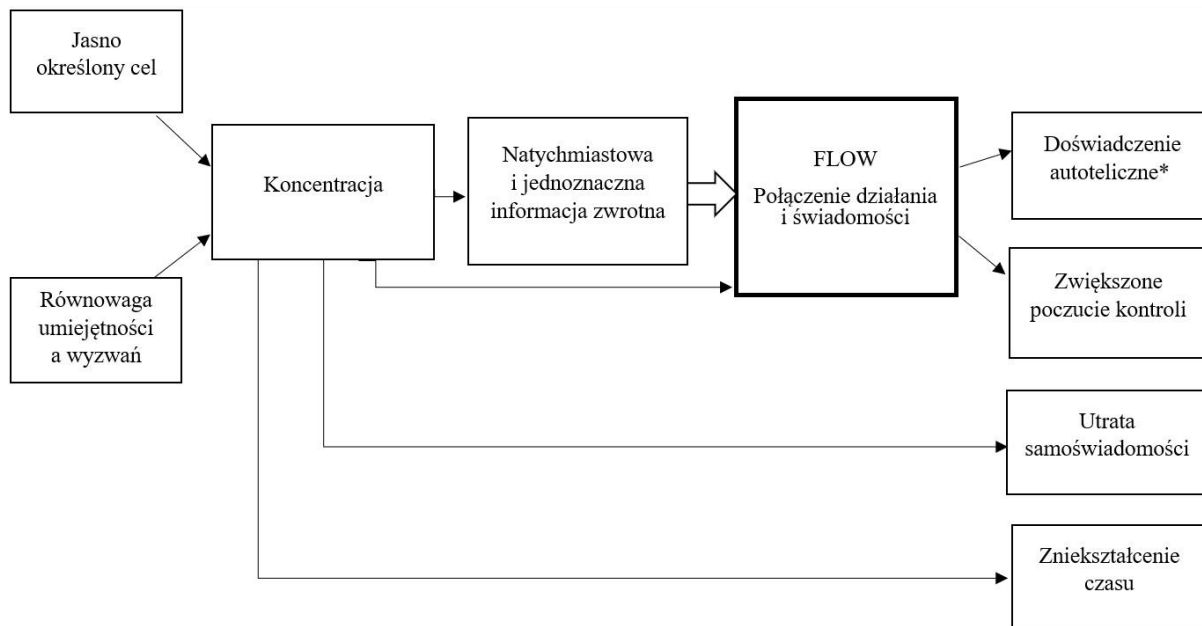 Jasno
określony cel
Równowaga
umiejętności
a wyzwań
Koncentracja
Natychmiastowa
i jednoznaczna
informacja zwrotna
FLOW
Połączenie działania
i świadomości
Doświadczenie
autoteliczne*
Zwiększone
poczucie kontroli
Utrata
samoświadomości
Zniekształcenie
czasu